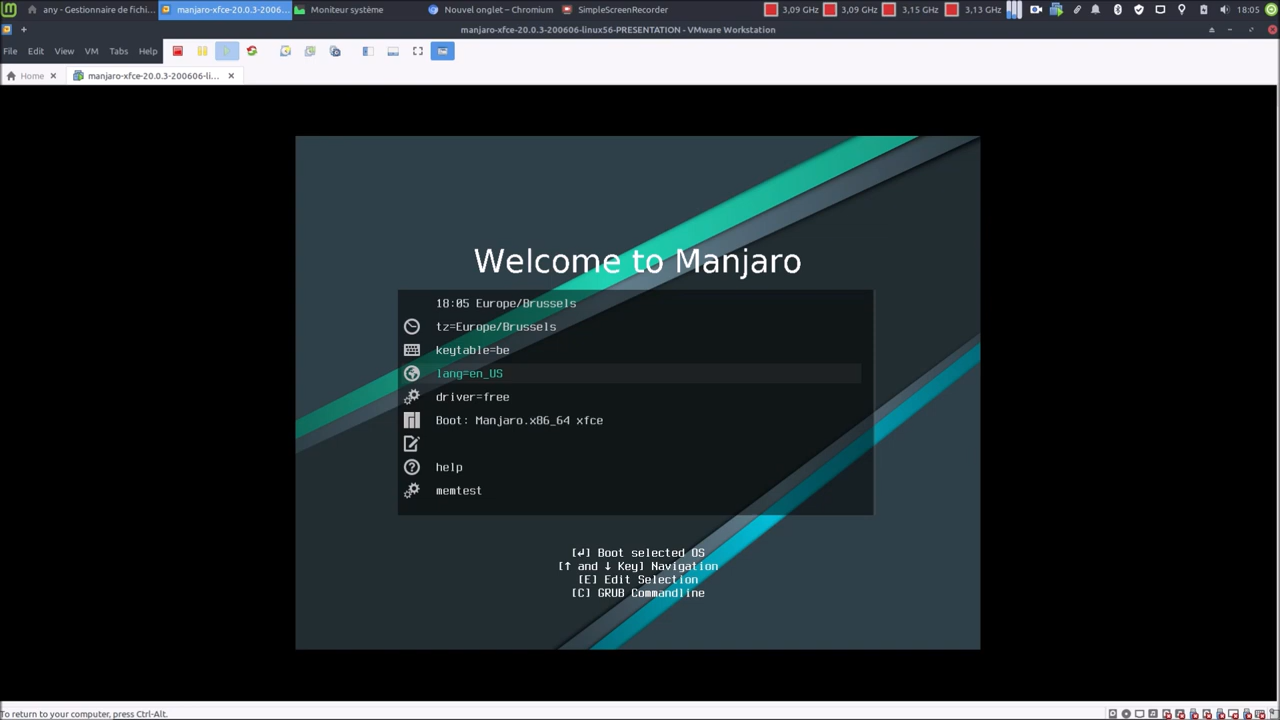 any - Gestionnaire de fichi...
manjaro-xfce-20.0.3-2006...
Moniteur système
Nouvel onglet – Chromium
SimpleScreenRecorder
3,09 GHz
3,09 GHz
3,15 GHz
3,13 GHz
18:05
manjaro-xfce-20.0.3-200606-linux56-PRESENTATION - VMware Workstation
File Edit View VM Tabs Help
Home
manjaro-xfce-20.0.3-200606-li...
Welcome to Manjaro
18:05 Europe/Brussels
tz=Europe/Brussels
keytable=be
lang=en_US
driver=free
Boot: Manjaro.x86_64 xfce
help
memtest
[↲] Boot selected OS
[↑ and ↓ Key] Navigation
[E] Edit Selection
[C] GRUB Commandline
To return to your computer, press Ctrl-Alt.